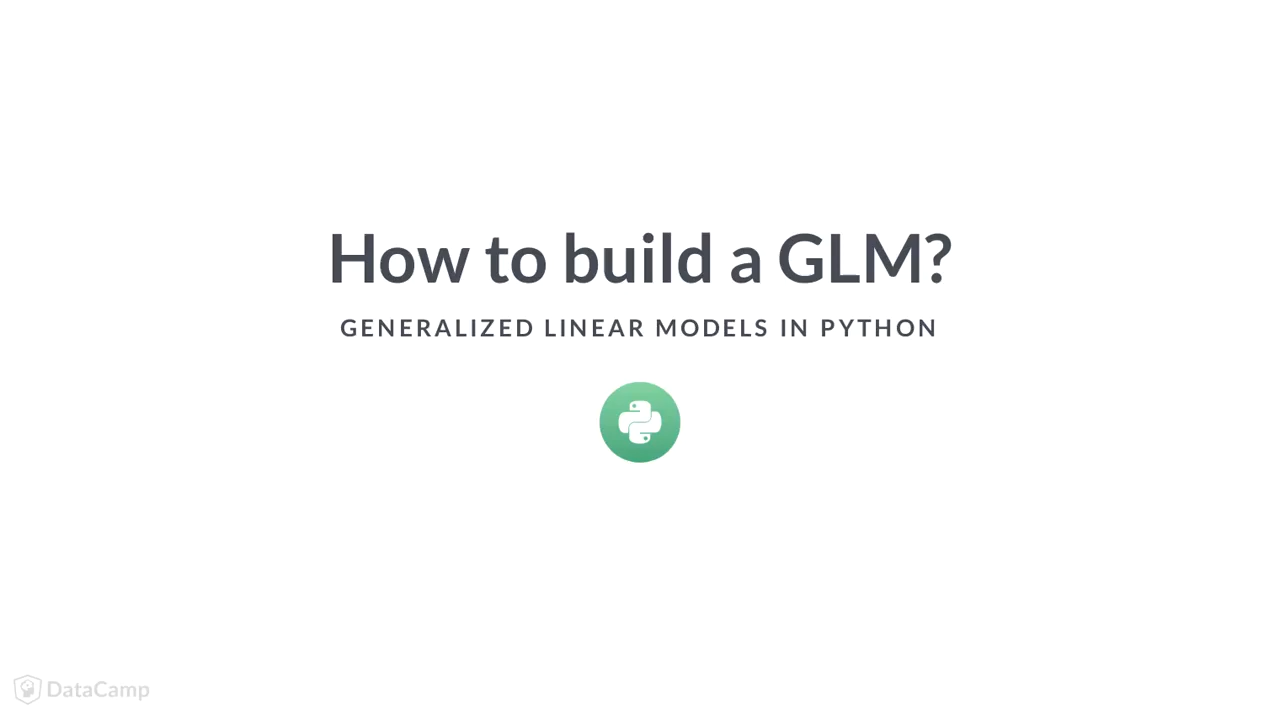 How to build a GLM?
GENERALIZED LINEAR MODELS IN PYTHON
DataCamp